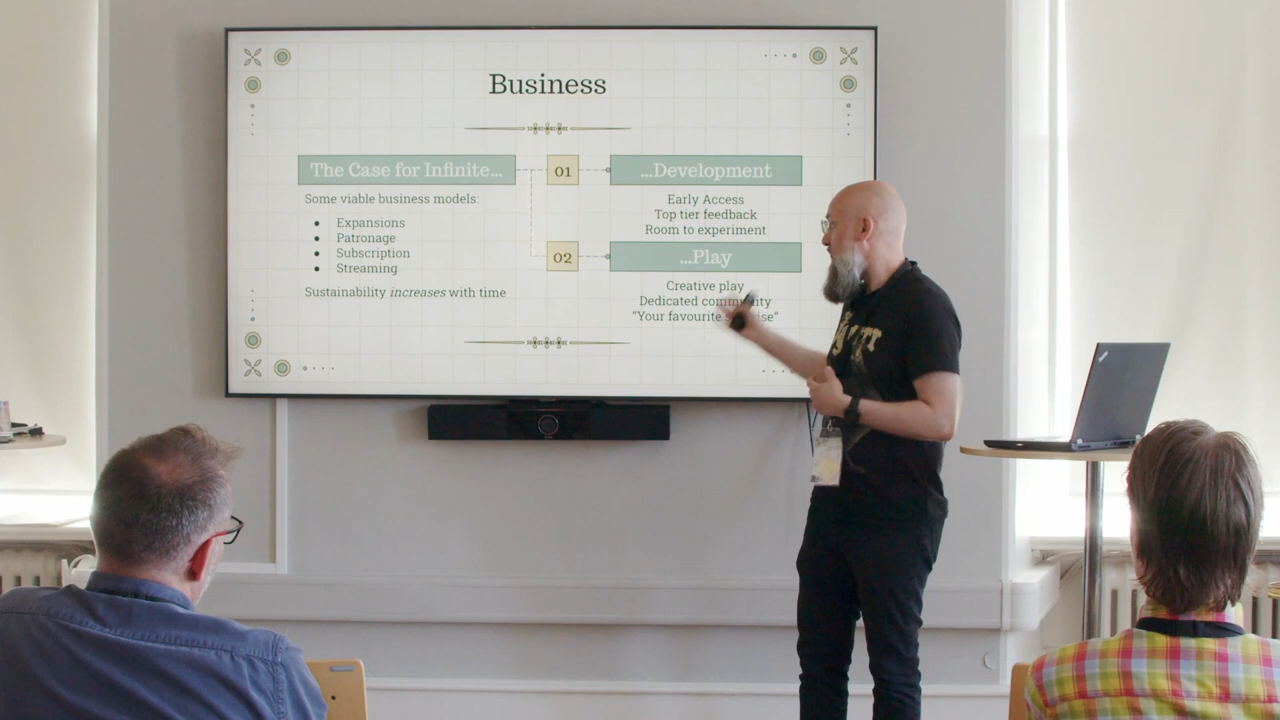 Business
The Case for Infinite...
Some viable business models:
• Expansions
• Patronage
• Subscription
• Streaming
Sustainability increases with time
01
...Development
Early Access
Top tier feedback
Room to experiment
02
...Play
Creative play
Dedicated community
"Your favourite